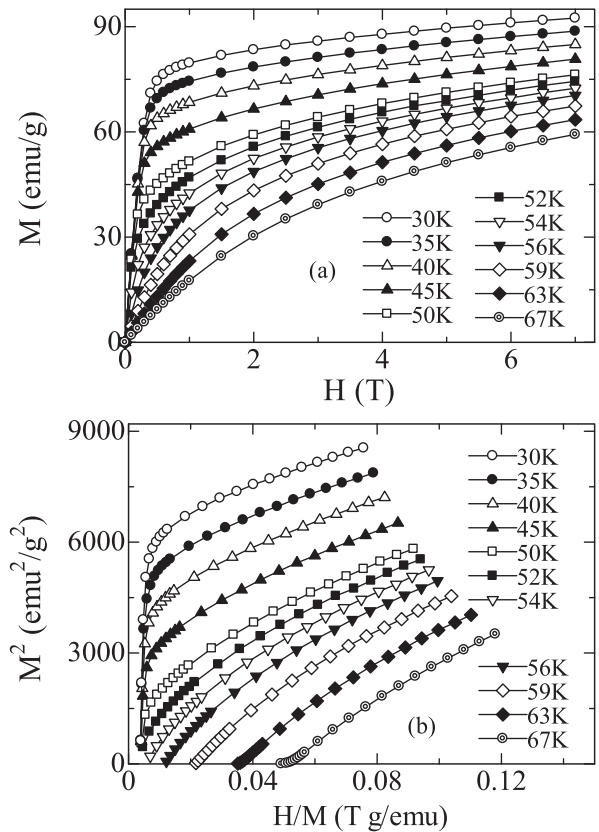 90
60
30
0
M (emu/g)
30K
35K
40K
45K
50K
52K
54K
56K
59K
63K
67K
(a)
0 2 4 6
H (T)
9000
6000
3000
0
M² (emu²/g²)
30K
35K
40K
45K
50K
52K
54K
56K
59K
63K
67K
(b)
0 0.04 0.08 0.12
H/M (T g/emu)